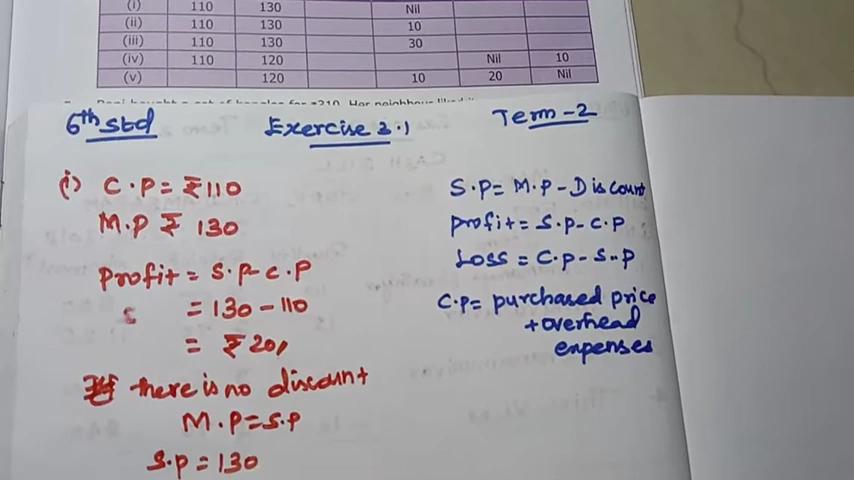 (i) 110 130 Nil
(ii) 110 130 10
(iii) 110 130 30
(iv) 110 120 Nil 10
(v) 120 10 20 Nil
6th Std Exercise 3.1 Term-2
(i) C.P = ₹110
M.P ₹ 130
Profit = S.P - C.P
= 130 - 110
= ₹20,
there is no discount
M.P = S.P
S.P = 130
S.P = M.P - Discount
Profit = S.P - C.P
Loss = C.P - S.P
C.P = purchased price
+ overhead
expenses